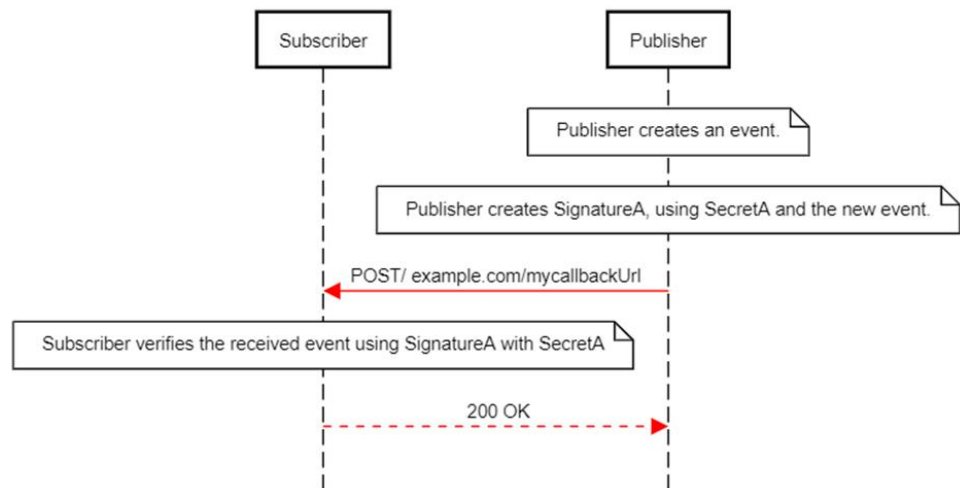 Subscriber
Publisher
Publisher creates an event.
Publisher creates SignatureA, using SecretA and the new event.
POST/ example.com/mycallbackUrl
Subscriber verifies the received event using SignatureA with SecretA
200 OK